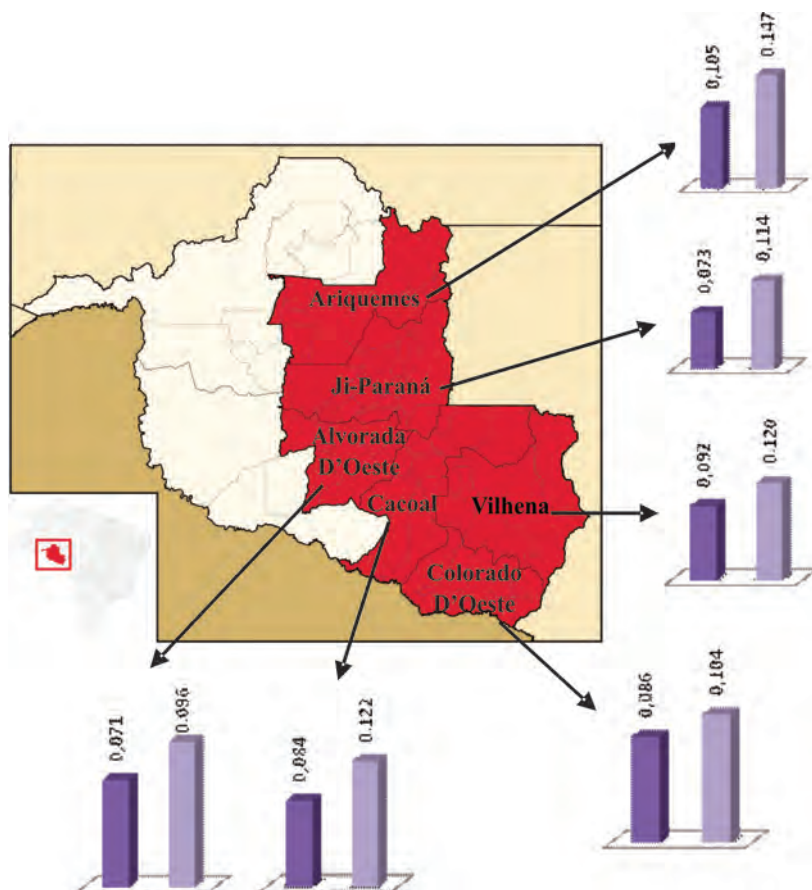 0,105
0.147
Ariquemes
0,073
0,114
Ji-Paraná
Alvorada
D'Oeste
Cacoal
Vilhena
0,092
0.120
Colorado
D'Oeste
0,071
0.096
0,084
0.122
0,086
0,104